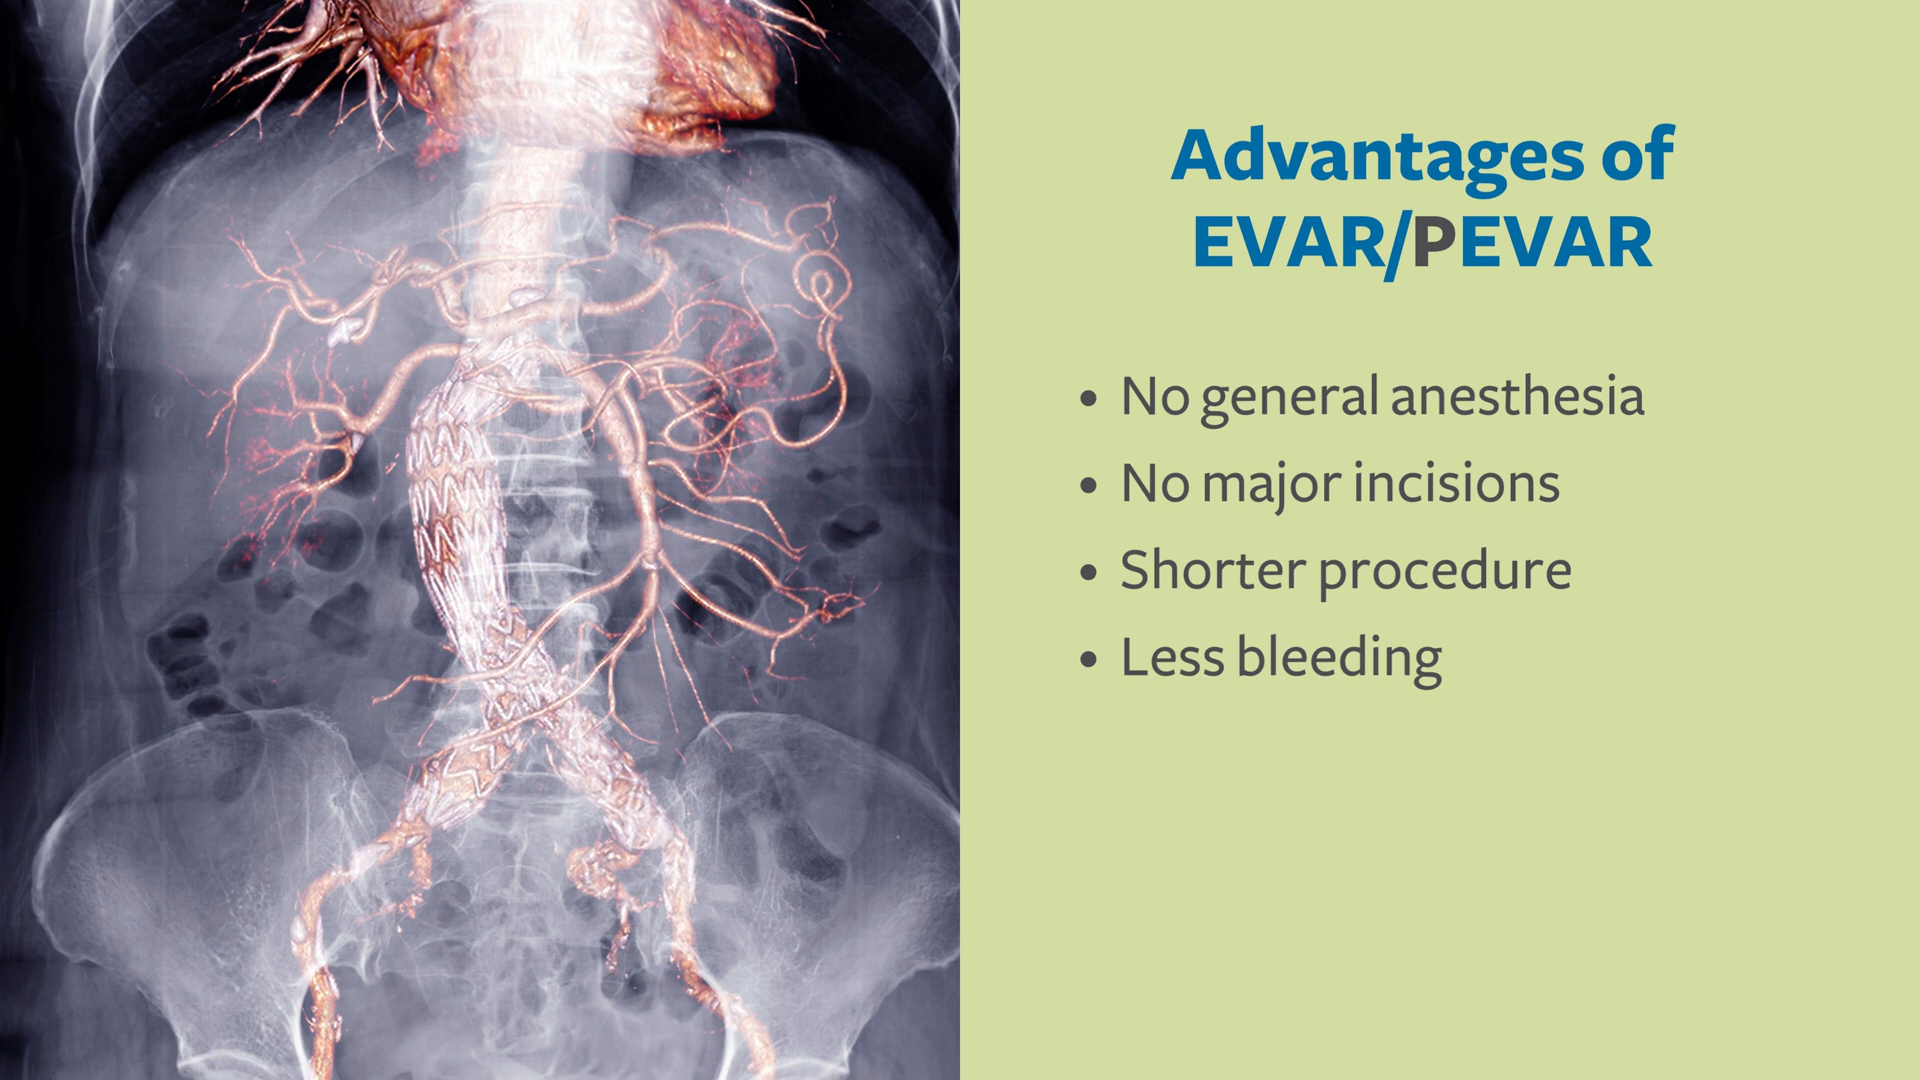 Advantages of
EVAR/PEVAR
• No general anesthesia
• No major incisions
• Shorter procedure
• Less bleeding